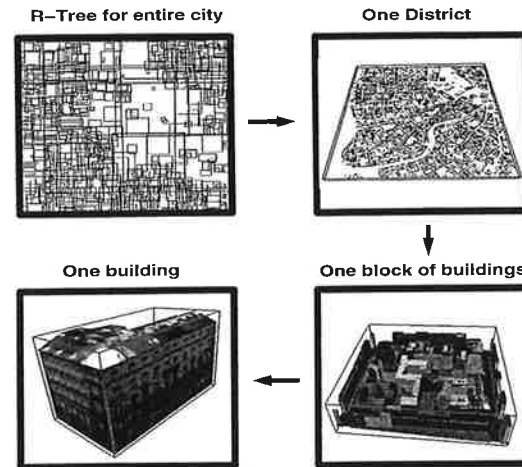 R–Tree for entire city
One District
One building
One block of buildings